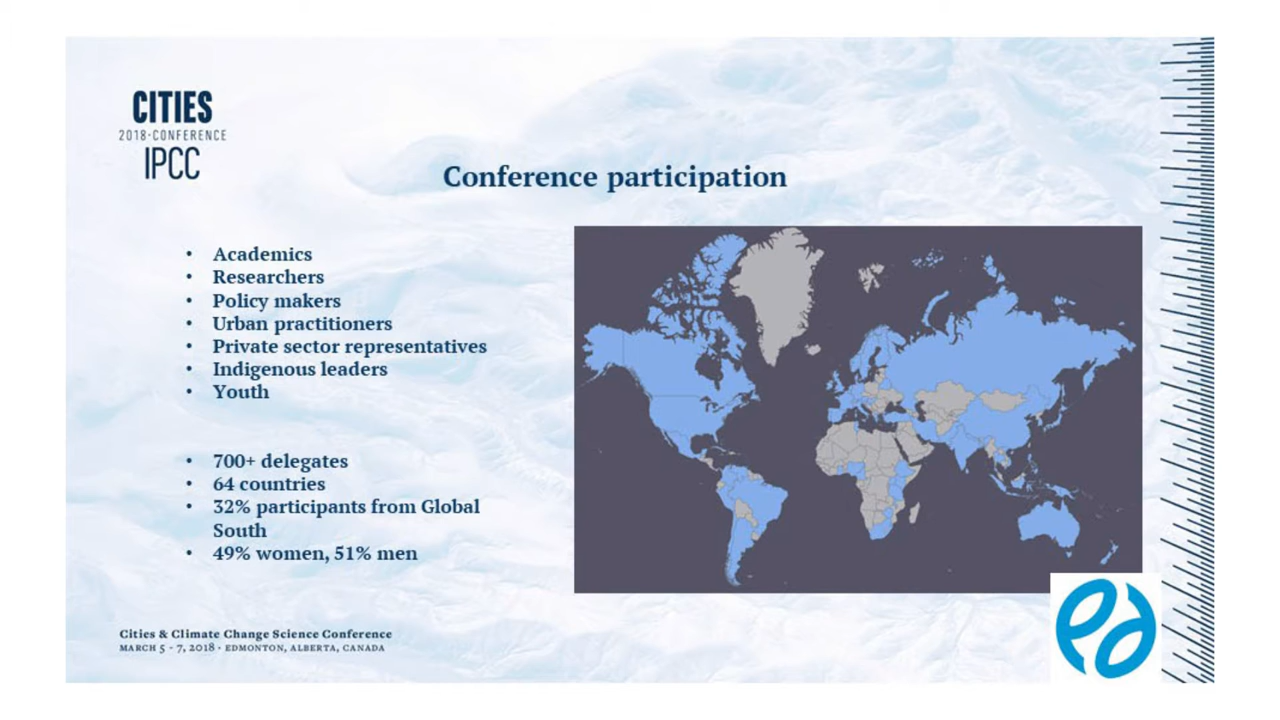 CITIES
2018·CONFERENCE
IPCC
Conference participation
• Academics
• Researchers
• Policy makers
• Urban practitioners
• Private sector representatives
• Indigenous leaders
• Youth
• 700+ delegates
• 64 countries
• 32% participants from Global
South
• 49% women, 51% men
Cities & Climate Change Science Conference
MARCH 5 - 7, 2018 · EDMONTON, ALBERTA, CANADA